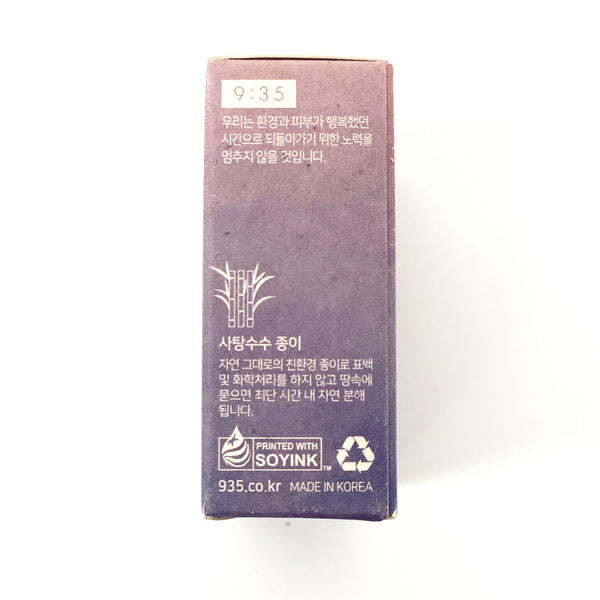 9:35
우리는 환경과 피부가 행복했던
시간으로 되돌아가기 위한 노력을
멈추지 않을 것입니다.
사탕수수 종이
자연 그대로의 친환경 종이로 표백
및 화학처리를 하지 않고 땅속에
묻으면 최단 시간 내 자연 분해
됩니다.
PRINTED WITH
SOYINK™
935.co.kr MADE IN KOREA